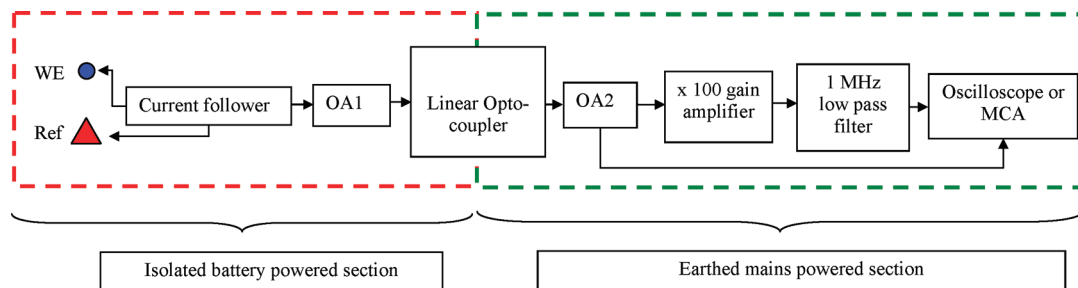 WE
Ref
Current follower
OA1
Linear Opto-
coupler
OA2
x 100 gain
amplifier
1 MHz
low pass
filter
Oscilloscope or
MCA
Isolated battery powered section
Earthed mains powered section